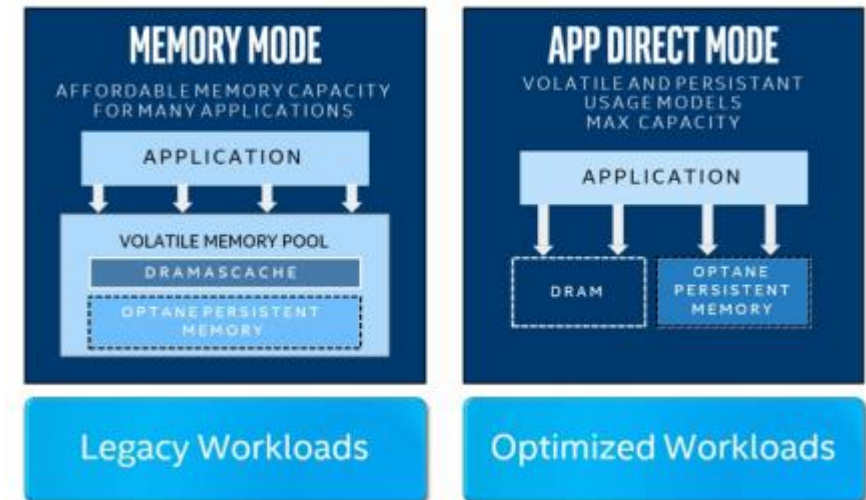 MEMORY MODE
AFFORDABLE MEMORY CAPACITY
FOR MANY APPLICATIONS
APPLICATION
VOLATILE MEMORY POOL
DRAMASCACHE
OPTANE PERSISTENT
MEMORY
Legacy Workloads
APP DIRECT MODE
VOLATILE AND PERSISTANT
USAGE MODELS
MAX CAPACITY
APPLICATION
DRAM
OPTANE
PERSISTENT
MEMORY
Optimized Workloads